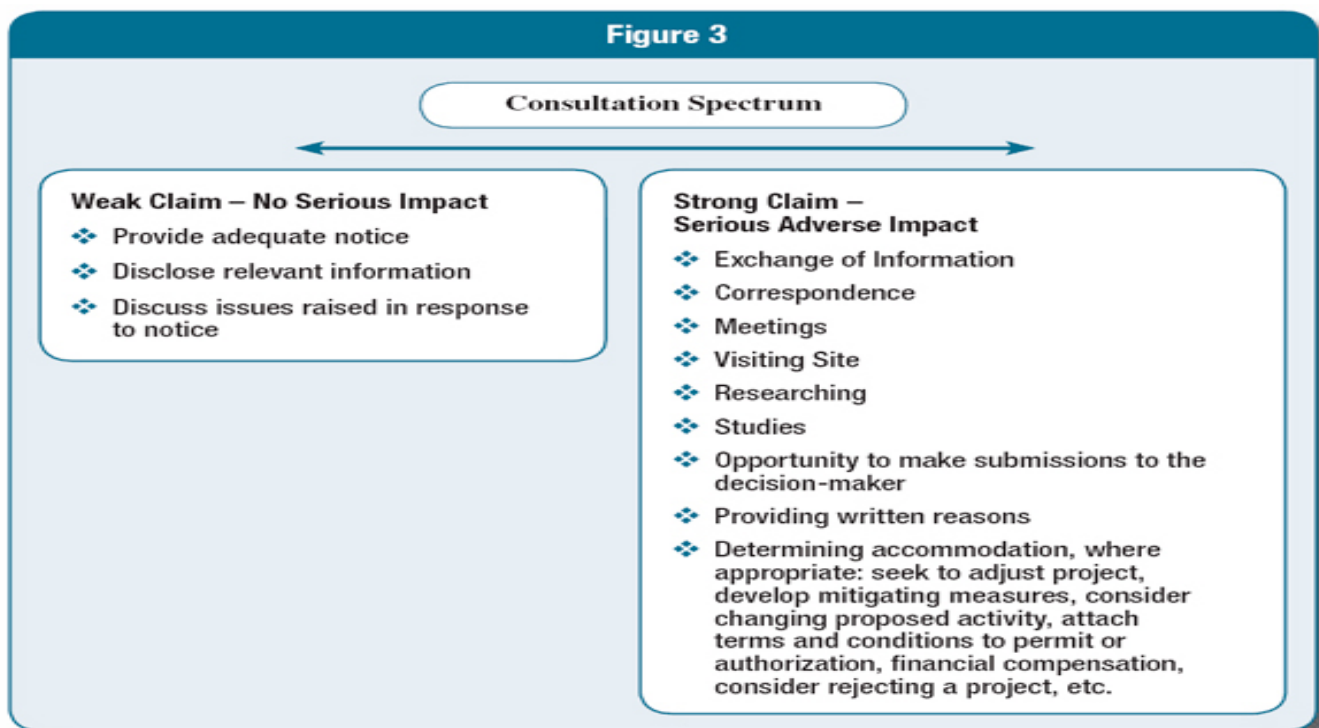 Figure 3
Consultation Spectrum
Weak Claim – No Serious Impact
❖ Provide adequate notice
❖ Disclose relevant information
❖ Discuss issues raised in response
to notice
Strong Claim –
Serious Adverse Impact
❖ Exchange of Information
❖ Correspondence
❖ Meetings
❖ Visiting Site
❖ Researching
❖ Studies
❖ Opportunity to make submissions to the
decision-maker
❖ Providing written reasons
❖ Determining accommodation, where
appropriate: seek to adjust project,
develop mitigating measures, consider
changing proposed activity, attach
terms and conditions to permit or
authorization, financial compensation,
consider rejecting a project, etc.